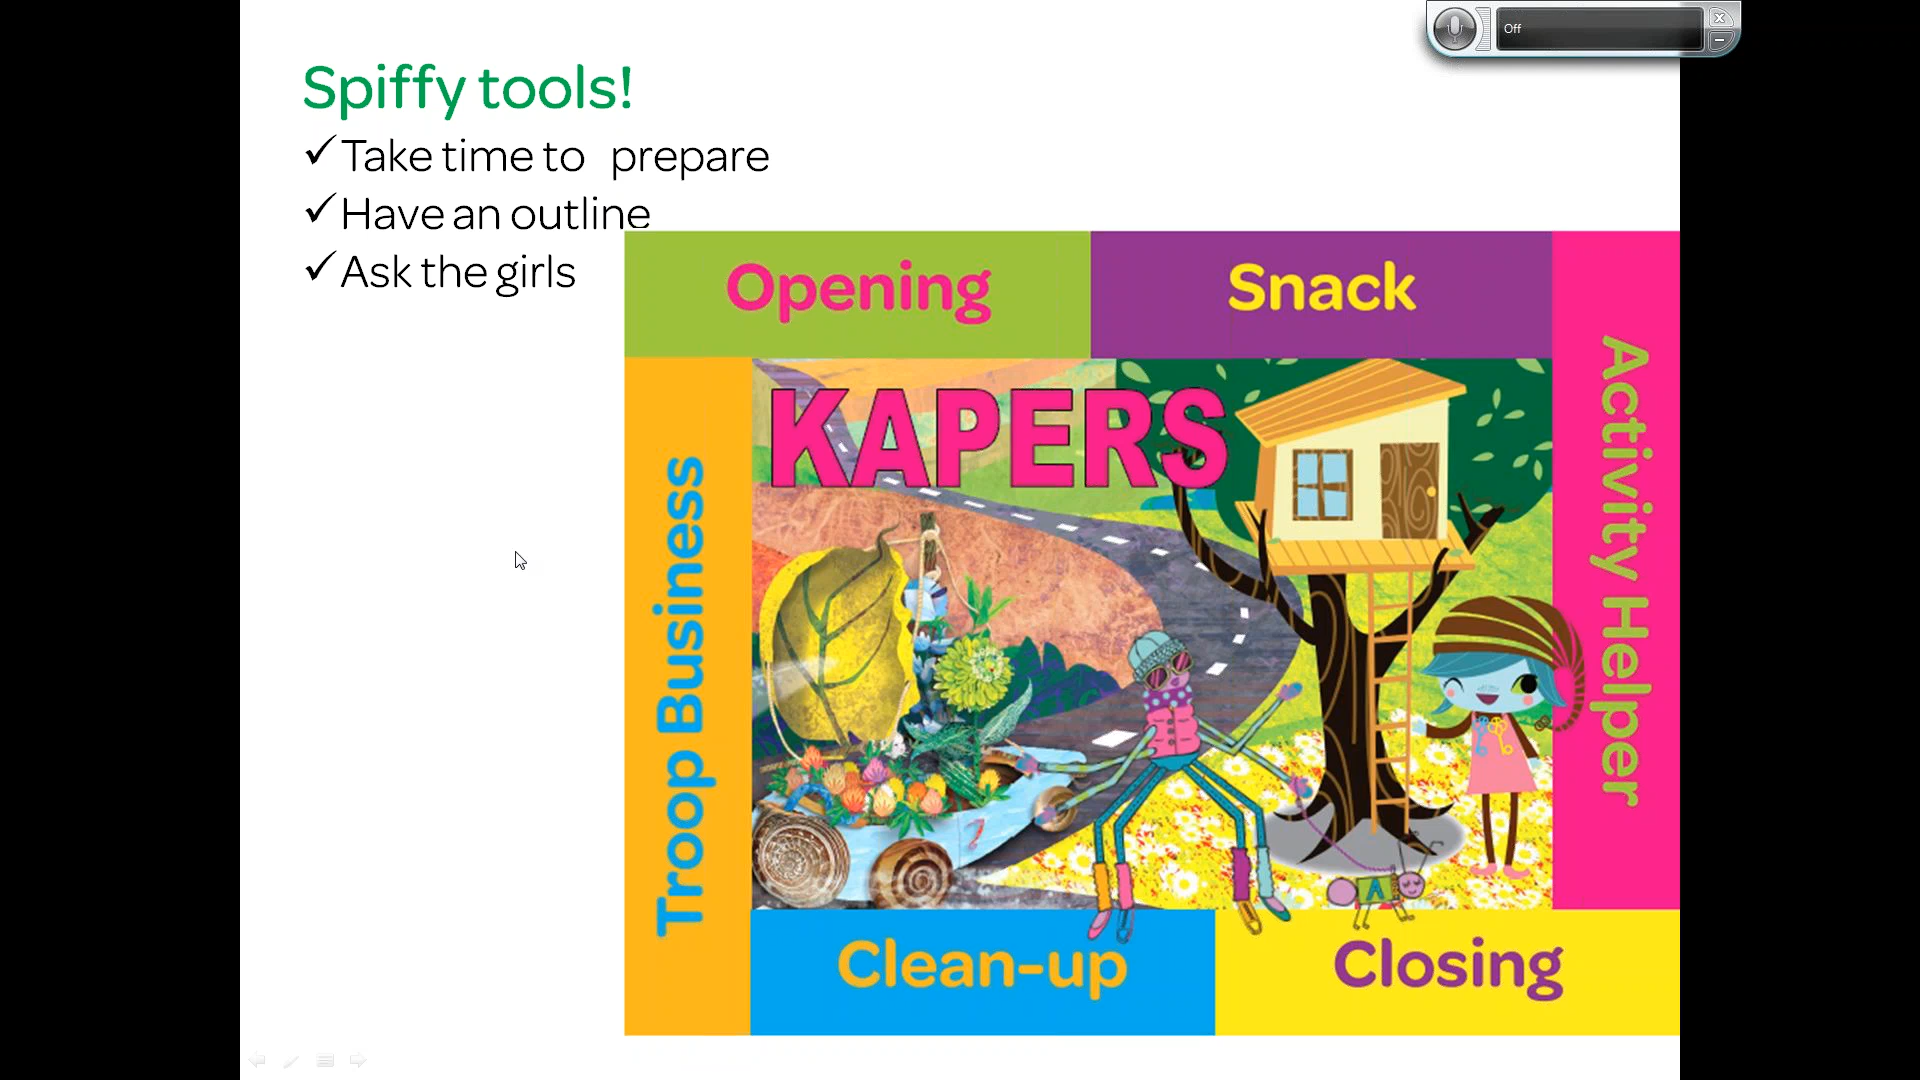 Off
Spiffy tools!
✓Take time to prepare
✓Have an outline
✓Ask the girls
Opening
Snack
Activity Helper
KAPERS
Troop Business
A
Clean-up
Closing